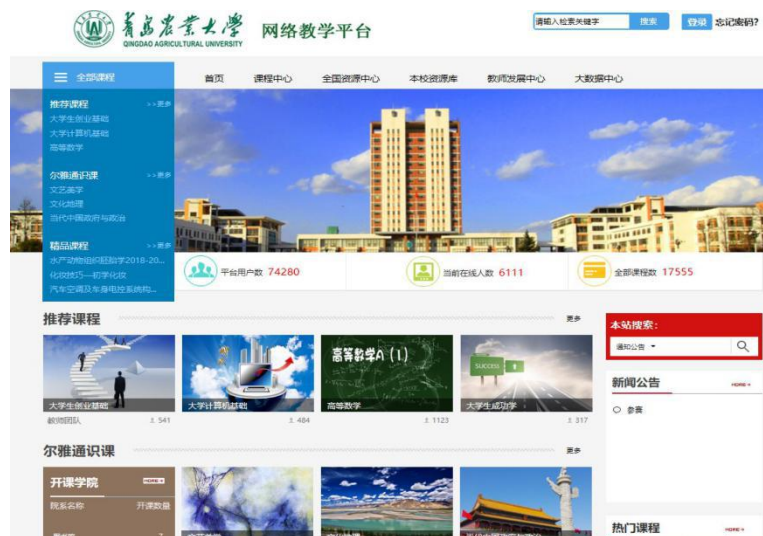 青岛农业大学
QINGDAO AGRICULTURAL UNIVERSITY
网络教学平台
请输入检索关键字 搜索 登录 忘记密码?
全部课程 首页 课程中心 全国资源中心 本校资源库 教师发展中心 大数据中心
推荐课程 >>更多
大学生创业基础
大学计算机基础
高等数学
尔雅通识课 >>更多
文艺美学
文化地理
当代中国政府与政治
精品课程 >>更多
水产动物组织胚胎学2018-20...
化妆技巧—初学化妆
汽车空调及车身电控系统构...
平台用户数 74280 当前在线人数 6111 全部课程数 17555
推荐课程 更多
高等数学A (1)
SUCCESS
大学生创业基础 大学计算机基础 高等数学 大学生成功学
教师团队 541 484 1123 317
本站搜索:
通知公告
新闻公告 HOME+
参赛
尔雅通识课 更多
开课学院 HOME+
院系名称 开课数量
热门课程 HOME+